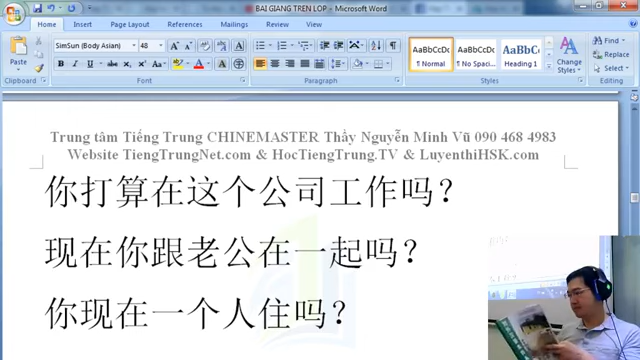 BAI GIANG TREN LOP - Microsoft Word
Home
Insert
Page Layout
References
Mailings
Review
View
Paste
SimSun (Body Asian)
48
Clipboard
Font
Paragraph
AaBbCcDc
AaBbCcDc
AaBbCc
¶ Normal
¶ No Spaci...
Heading 1
Change
Styles
Styles
Find
Replace
Select
Editing
Trung tâm Tiếng Trung CHINEMASTER Thầy Nguyễn Minh Vũ 090 468 4983
Website TiengTrungNet.com & HocTiengTrung.TV & LuyenthiHSK.com
你打算在这个公司工作吗?
现在你跟老公在一起吗?
你现在一个人住吗?